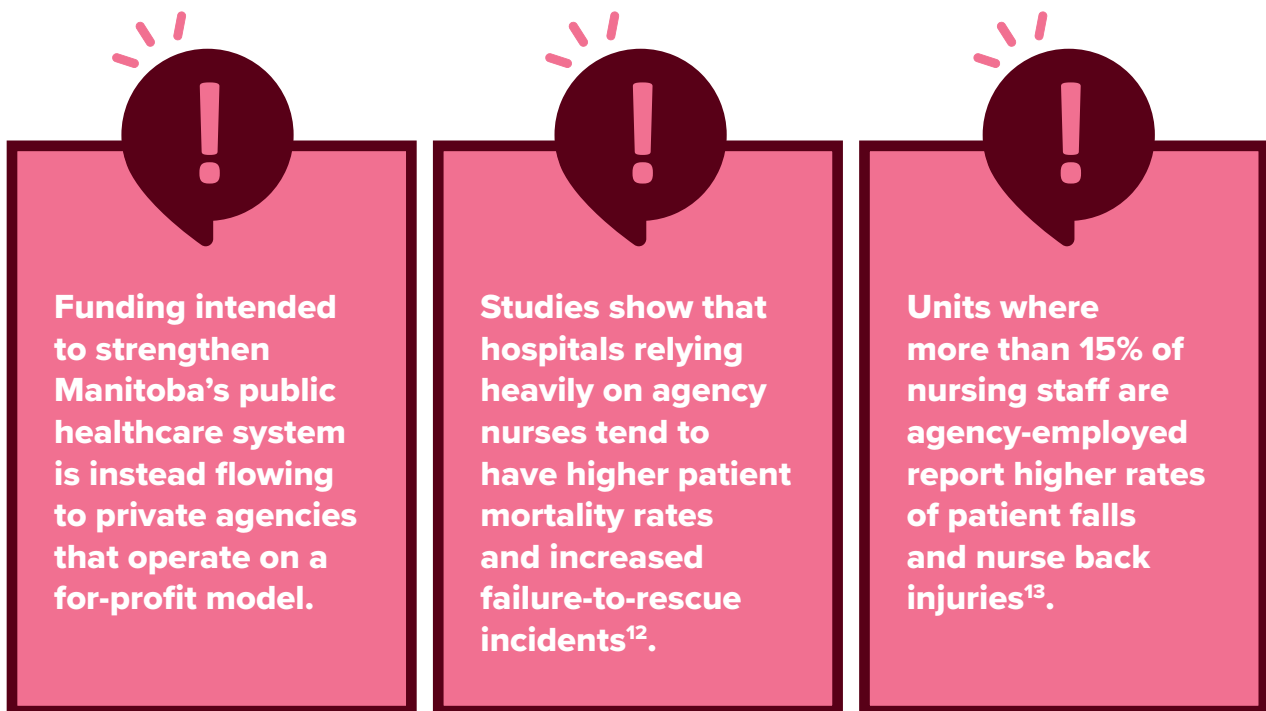 Funding intended
to strengthen
Manitoba’s public
healthcare system
is instead flowing
to private agencies
that operate on a
for-profit model.
Studies show that
hospitals relying
heavily on agency
nurses tend to
have higher patient
mortality rates
and increased
failure-to-rescue
incidents¹².
Units where
more than 15% of
nursing staff are
agency-employed
report higher rates
of patient falls
and nurse back
injuries¹³.